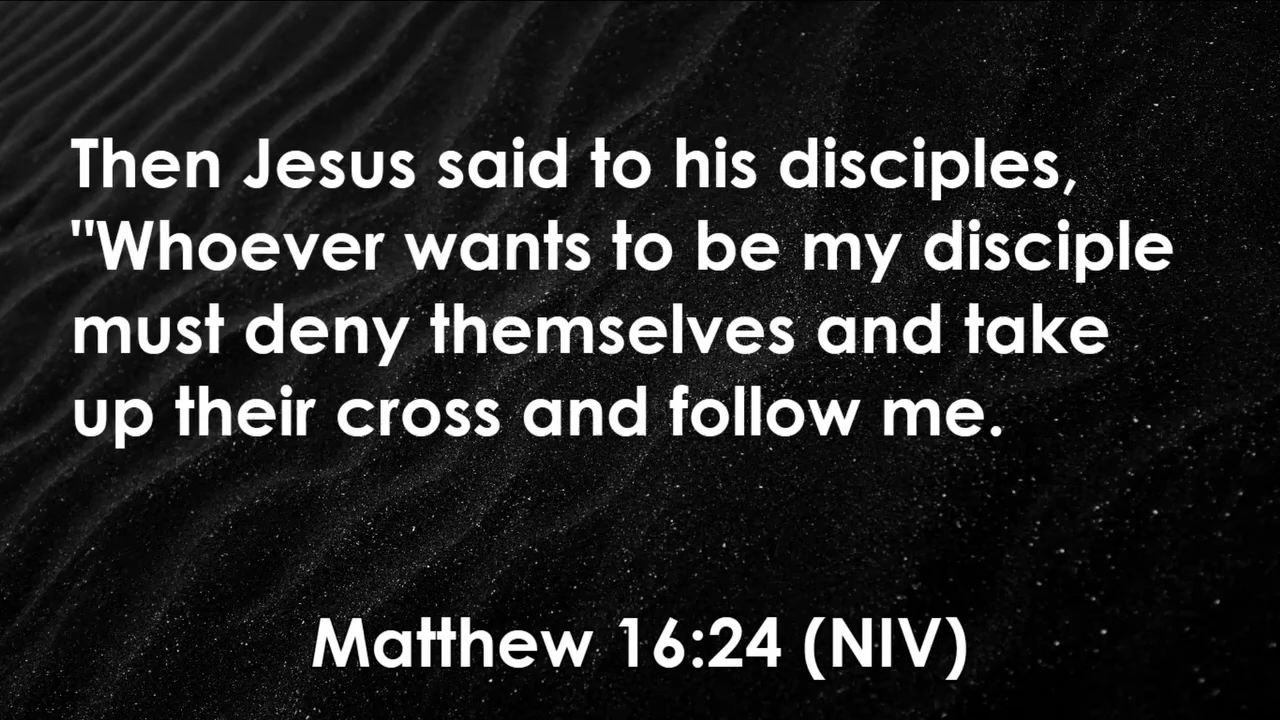 Then Jesus said to his disciples,
"Whoever wants to be my disciple
must deny themselves and take
up their cross and follow me.
Matthew 16:24 (NIV)